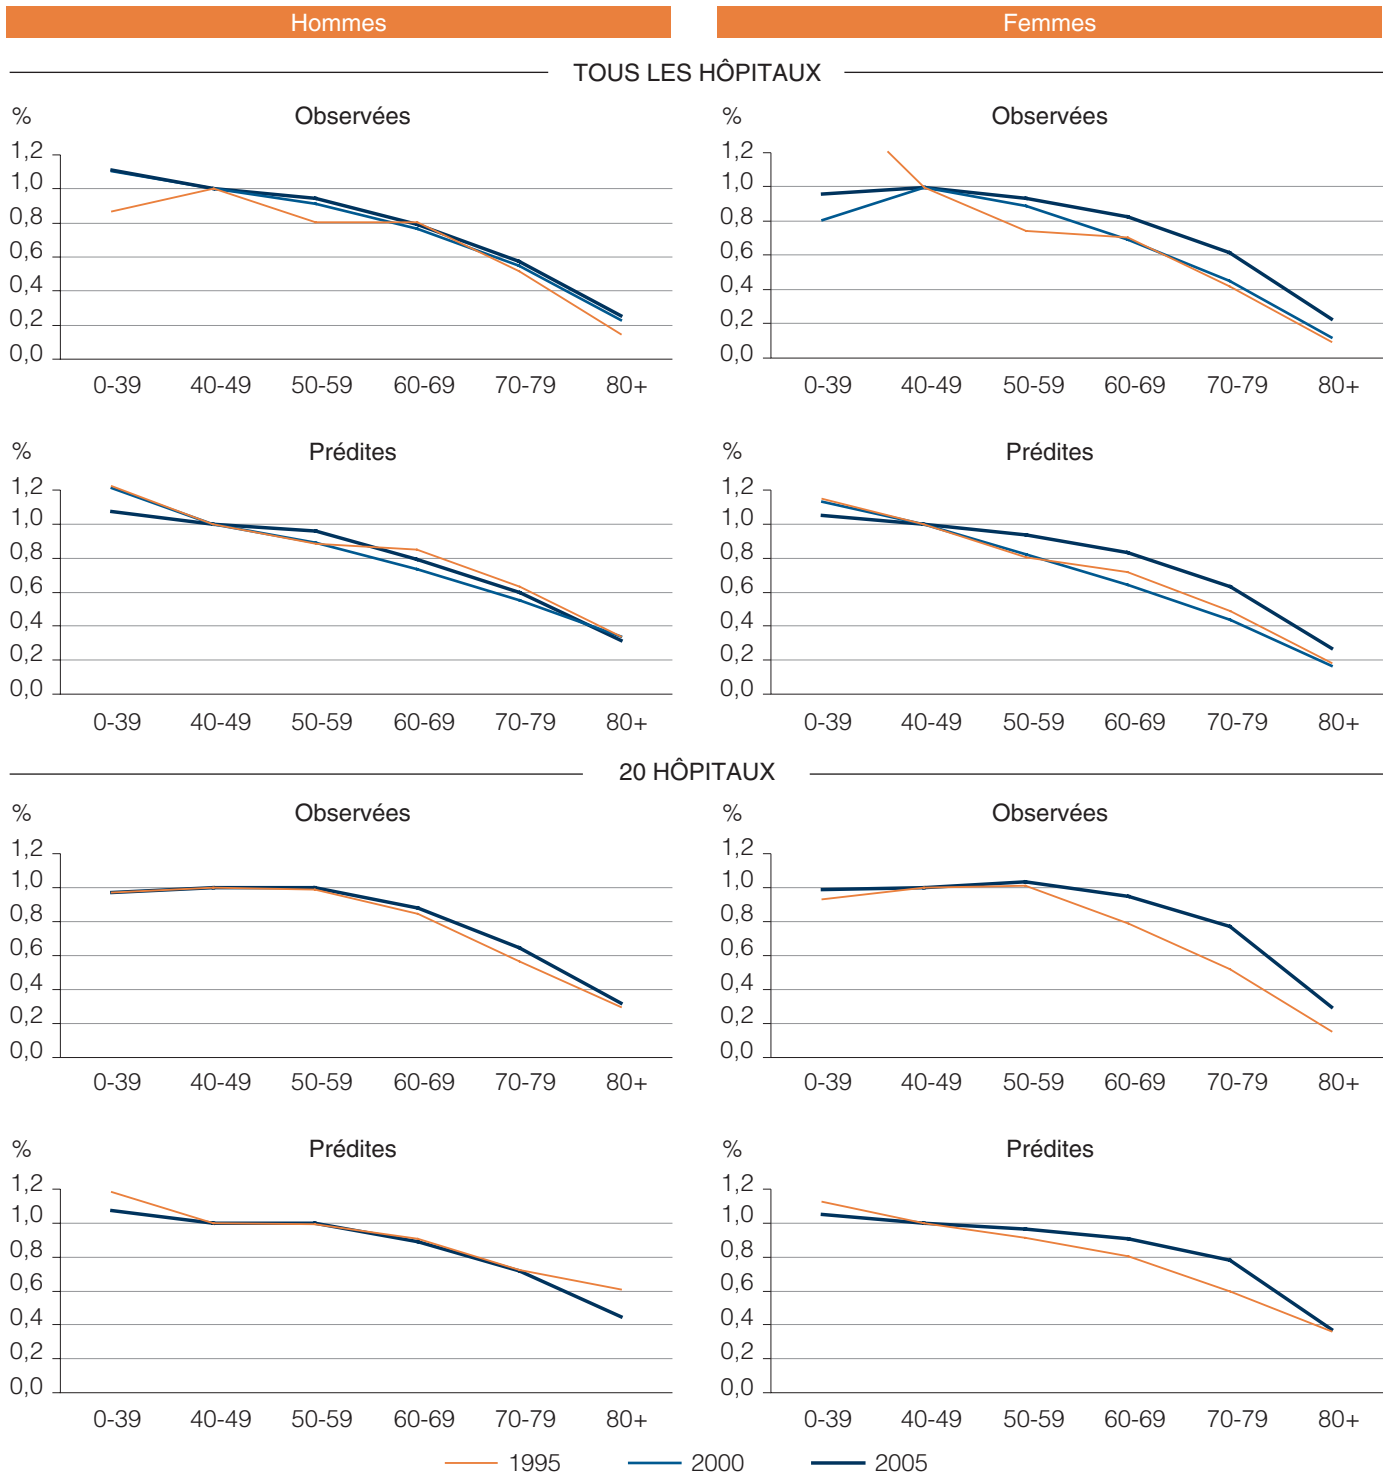 Hommes Femmes
TOUS LES HÔPITAUX
% Observées % Observées
1,2 1,2
1,0 1,0
0,8 0,8
0,6 0,6
0,4 0,4
0,2 0,2
0,0 0,0
0-39 40-49 50-59 60-69 70-79 80+ 0-39 40-49 50-59 60-69 70-79 80+
% Prédites % Prédites
1,2 1,2
1,0 1,0
0,8 0,8
0,6 0,6
0,4 0,4
0,2 0,2
0,0 0,0
0-39 40-49 50-59 60-69 70-79 80+ 0-39 40-49 50-59 60-69 70-79 80+
20 HÔPITAUX
% Observées % Observées
1,2 1,2
1,0 1,0
0,8 0,8
0,6 0,6
0,4 0,4
0,2 0,2
0,0 0,0
0-39 40-49 50-59 60-69 70-79 80+ 0-39 40-49 50-59 60-69 70-79 80+
% Prédites % Prédites
1,2 1,2
1,0 1,0
0,8 0,8
0,6 0,6
0,4 0,4
0,2 0,2
0,0 0,0
0-39 40-49 50-59 60-69 70-79 80+ 0-39 40-49 50-59 60-69 70-79 80+
1995 2000 2005